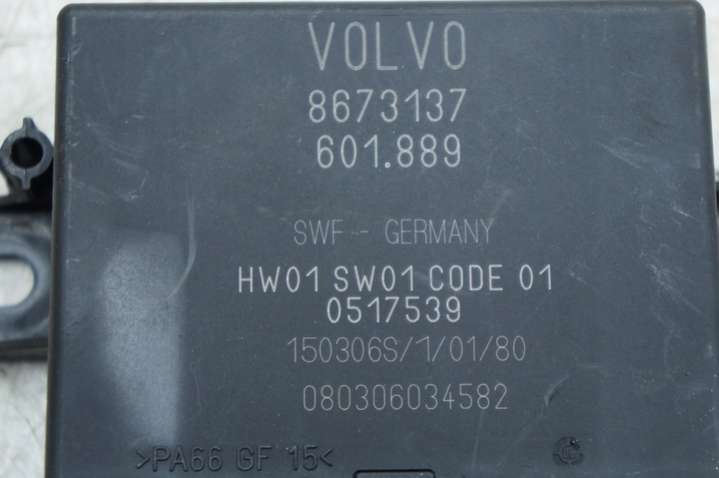 VOLVO
8673137
601.889
SWF - GERMANY
HW01 SW01 CODE 01
0517539
150306S/1/01/80
080306034582
>PA66 GF 15<